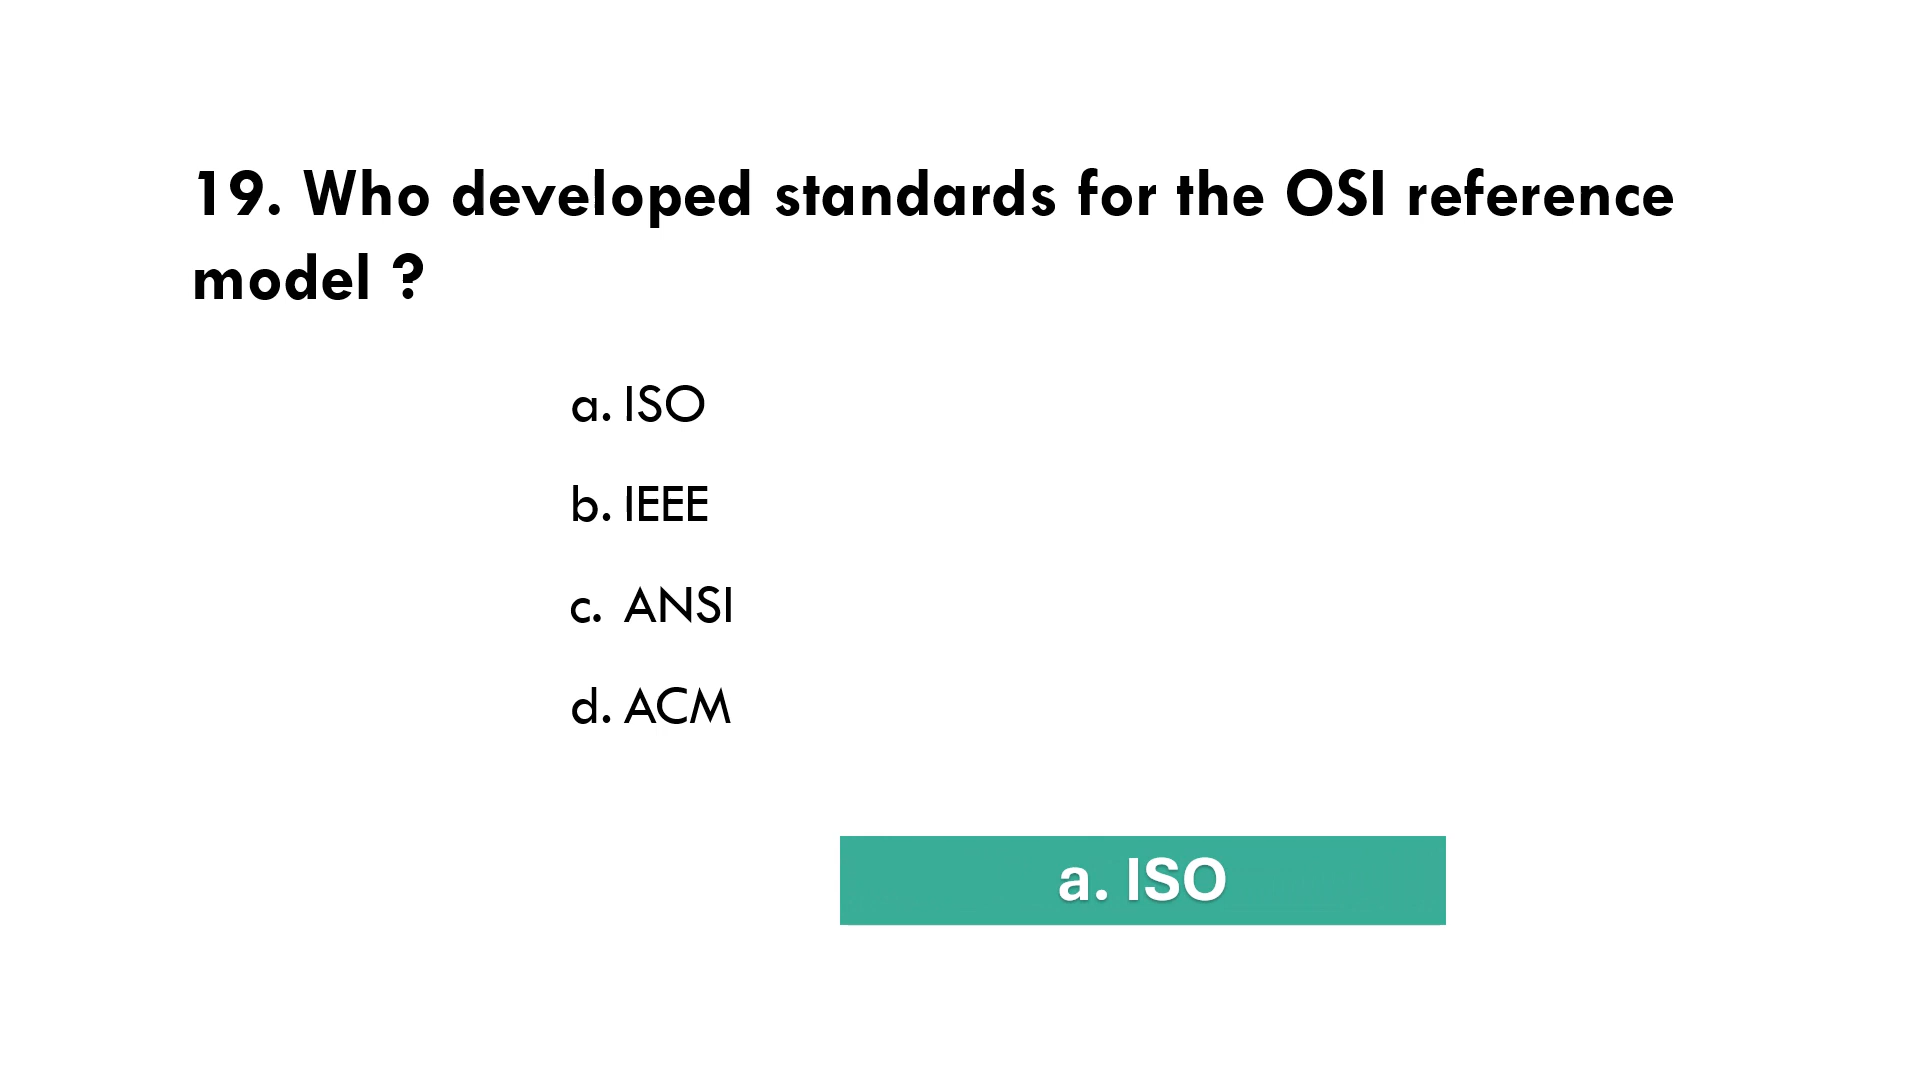 19. Who developed standards for the OSI reference
model ?
a. ISO
b. IEEE
c. ANSI
d. ACM
a. ISO